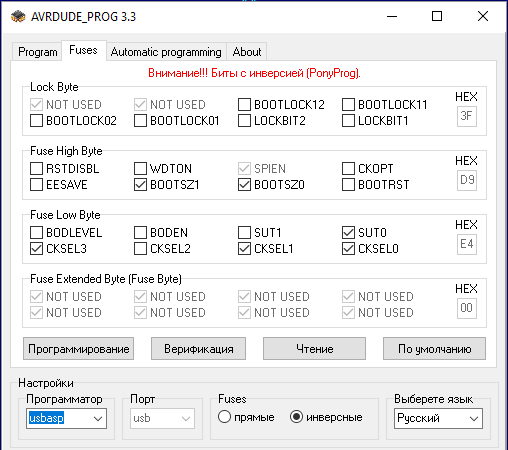 AVRDUDE_PROG 3.3
Program Fuses Automatic programming About
Внимание!!! Биты с инверсией (PonyProg).
Lock Byte
NOT USED NOT USED BOOTLOCK12 BOOTLOCK11 HEX
BOOTLOCK02 BOOTLOCK01 LOCKBIT2 LOCKBIT1 3F
Fuse High Byte
RSTDISBL WDTON SPIEN CKOPT HEX
EESAVE BOOTSZ1 BOOTSZ0 BOOTRST D9
Fuse Low Byte
BODLEVEL BODEN SUT1 SUT0 HEX
CKSEL3 CKSEL2 CKSEL1 CKSEL0 E4
Fuse Extended Byte (Fuse Byte)
NOT USED NOT USED NOT USED NOT USED HEX
NOT USED NOT USED NOT USED NOT USED 00
Программирование Верификация Чтение По умолчанию
Настройки
Программатор Порт Fuses Выберете язык
usbasp usb прямые инверсные Русский